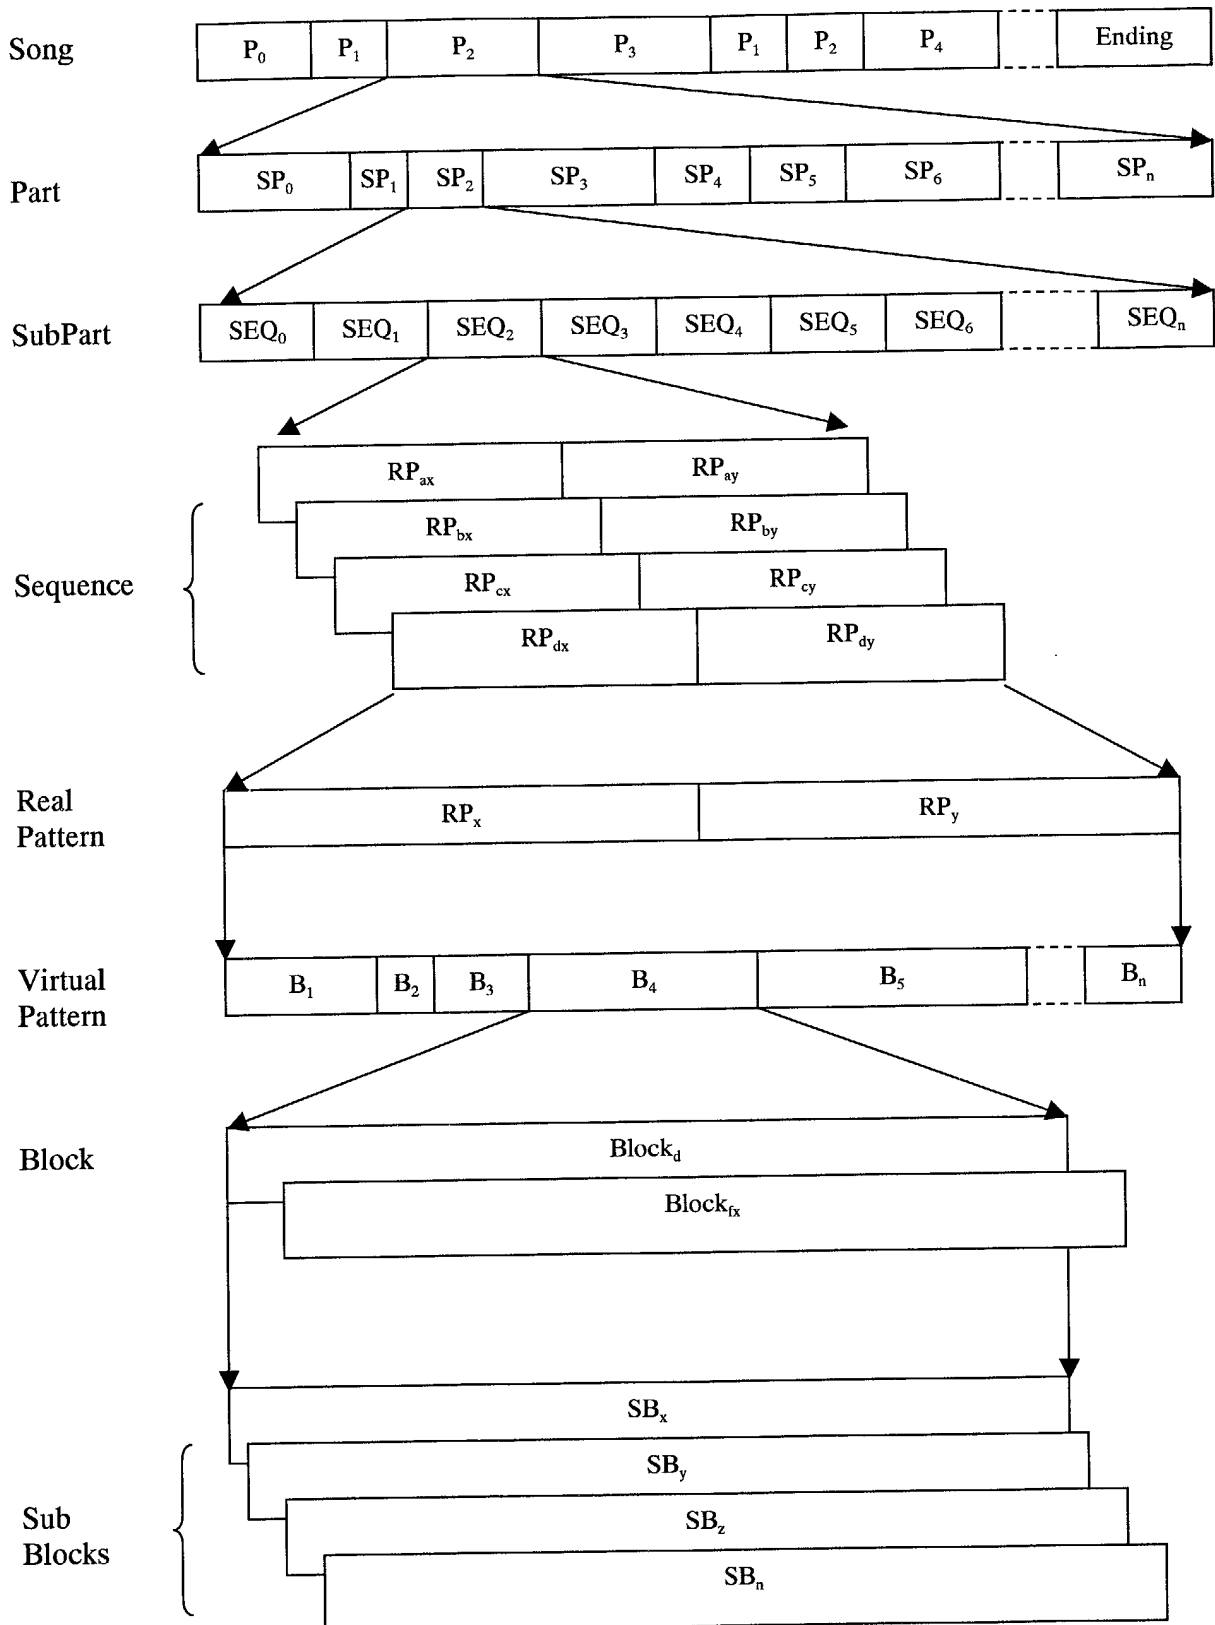 Song
P₀ P₁ P₂ P₃ P₁ P₂ P₄ Ending
Part
SP₀ SP₁ SP₂ SP₃ SP₄ SP₅ SP₆ SPₙ
SubPart
SEQ₀ SEQ₁ SEQ₂ SEQ₃ SEQ₄ SEQ₅ SEQ₆ SEQₙ
RPax RPay
RPbx RPby
Sequence
RPcx RPcy
RPdx RPdy
Real
Pattern
RPx RPy
Virtual
Pattern
B₁ B₂ B₃ B₄ B₅ Bₙ
Block
Blockd
Blockfx
SBx
SBy
Sub
Blocks
SBz
SBn